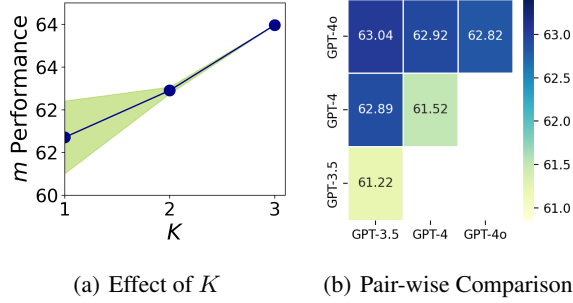 64
64
62
62
60
m Performance
1
2
3
K
GPT-4o
GPT-4
GPT-3.5
63.04
62.92
62.82
62.89
61.52
61.22
GPT-3.5
GPT-4
GPT-4o
63.0
62.5
62.0
61.5
61.0
(a) Effect of K
(b) Pair-wise Comparison